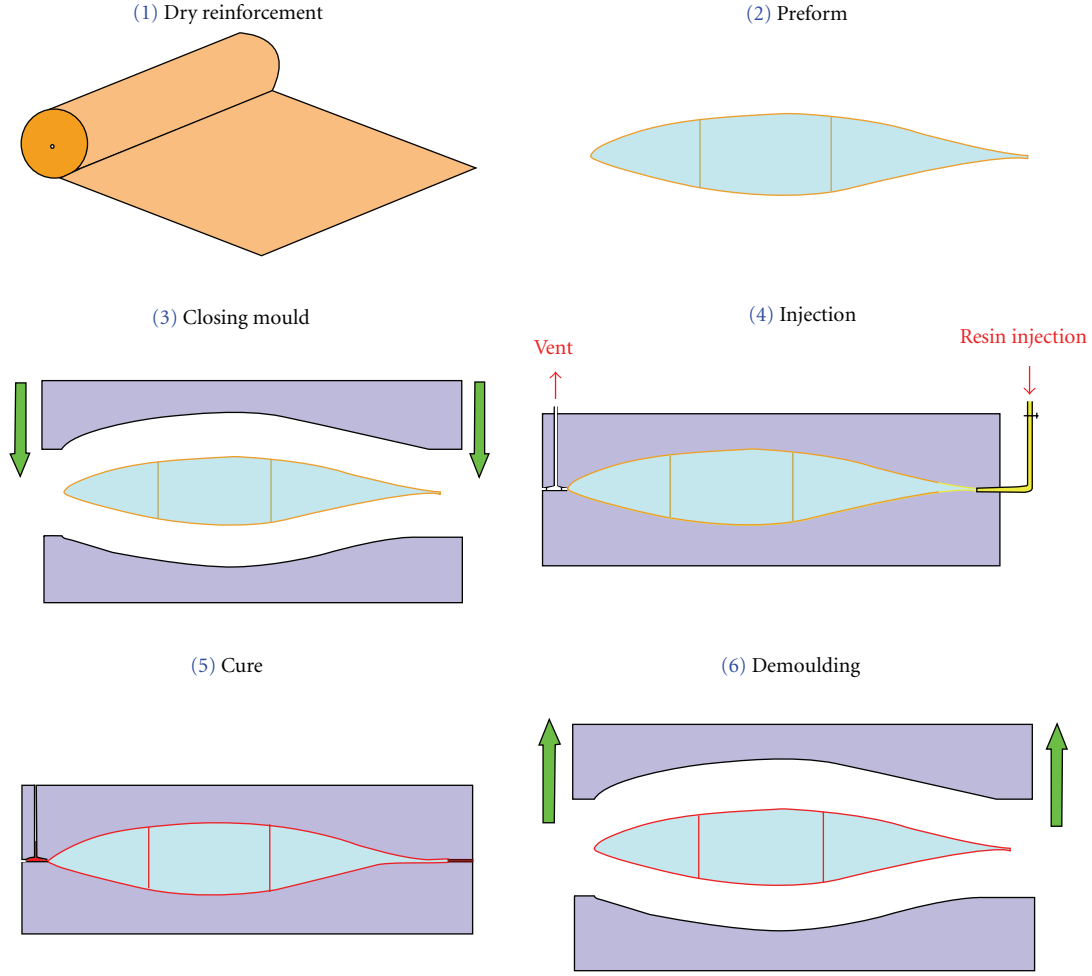 (1) Dry reinforcement
(2) Preform
(3) Closing mould
(4) Injection
Vent
Resin injection
(5) Cure
(6) Demoulding